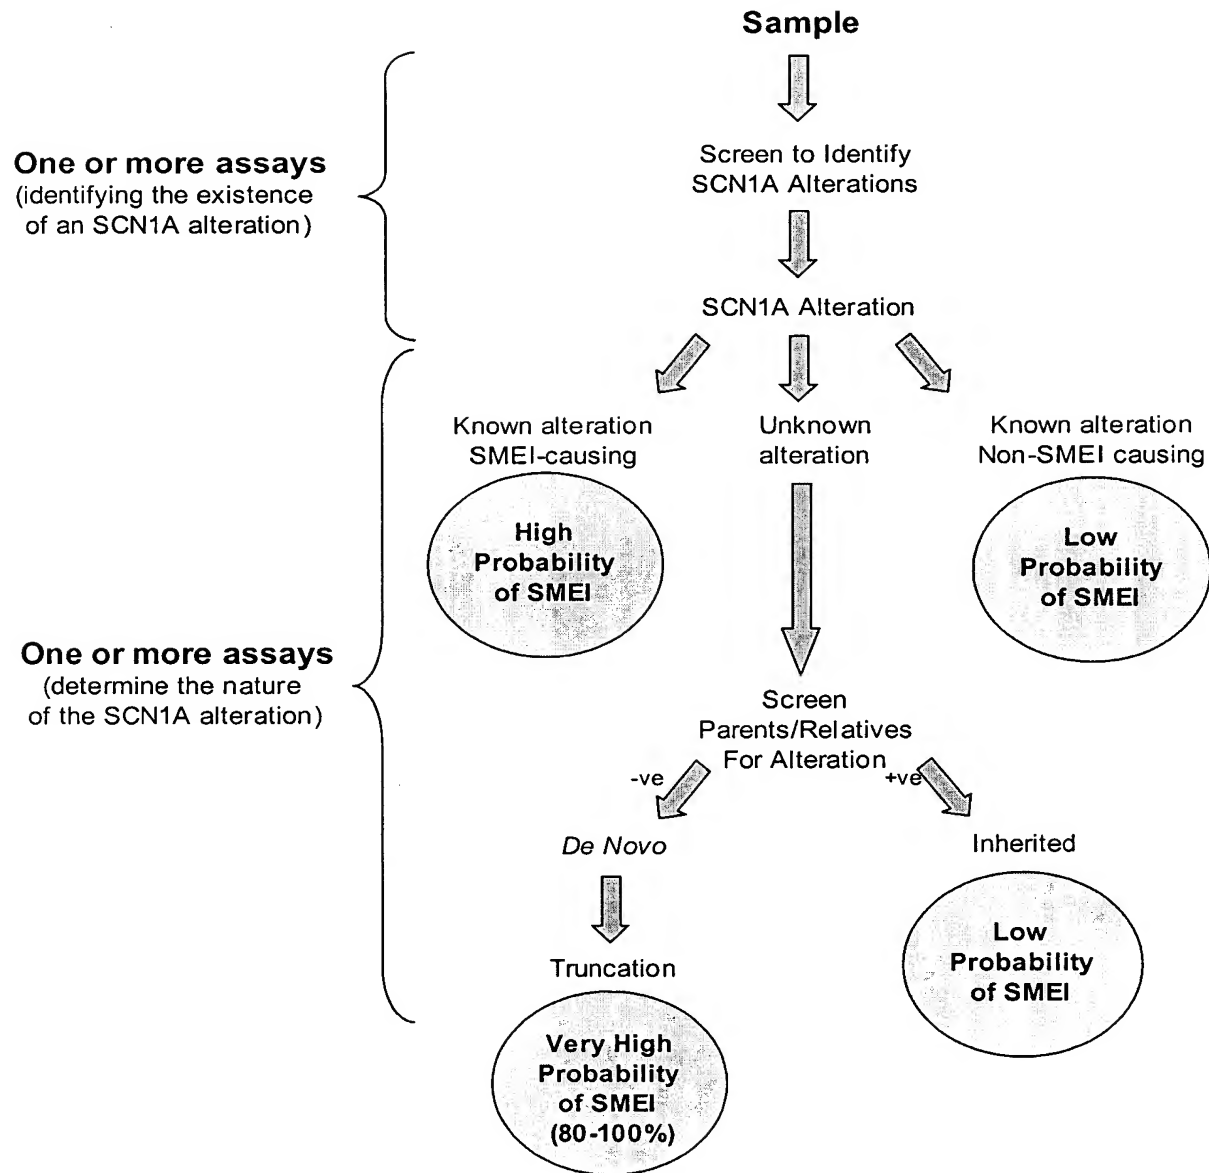 Sample
One or more assays
(identifying the existence
of an SCN1A alteration)
Screen to Identify
SCN1A Alterations
SCN1A Alteration
Known alteration
SMEI-causing
Unknown
alteration
Known alteration
Non-SMEI causing
High
Probability
of SMEI
Low
Probability
of SMEI
One or more assays
(determine the nature
of the SCN1A alteration)
Screen
Parents/Relatives
For Alteration
-ve
+ve
De Novo
Inherited
Truncation
Low
Probability
of SMEI
Very High
Probability
of SMEI
(80-100%)